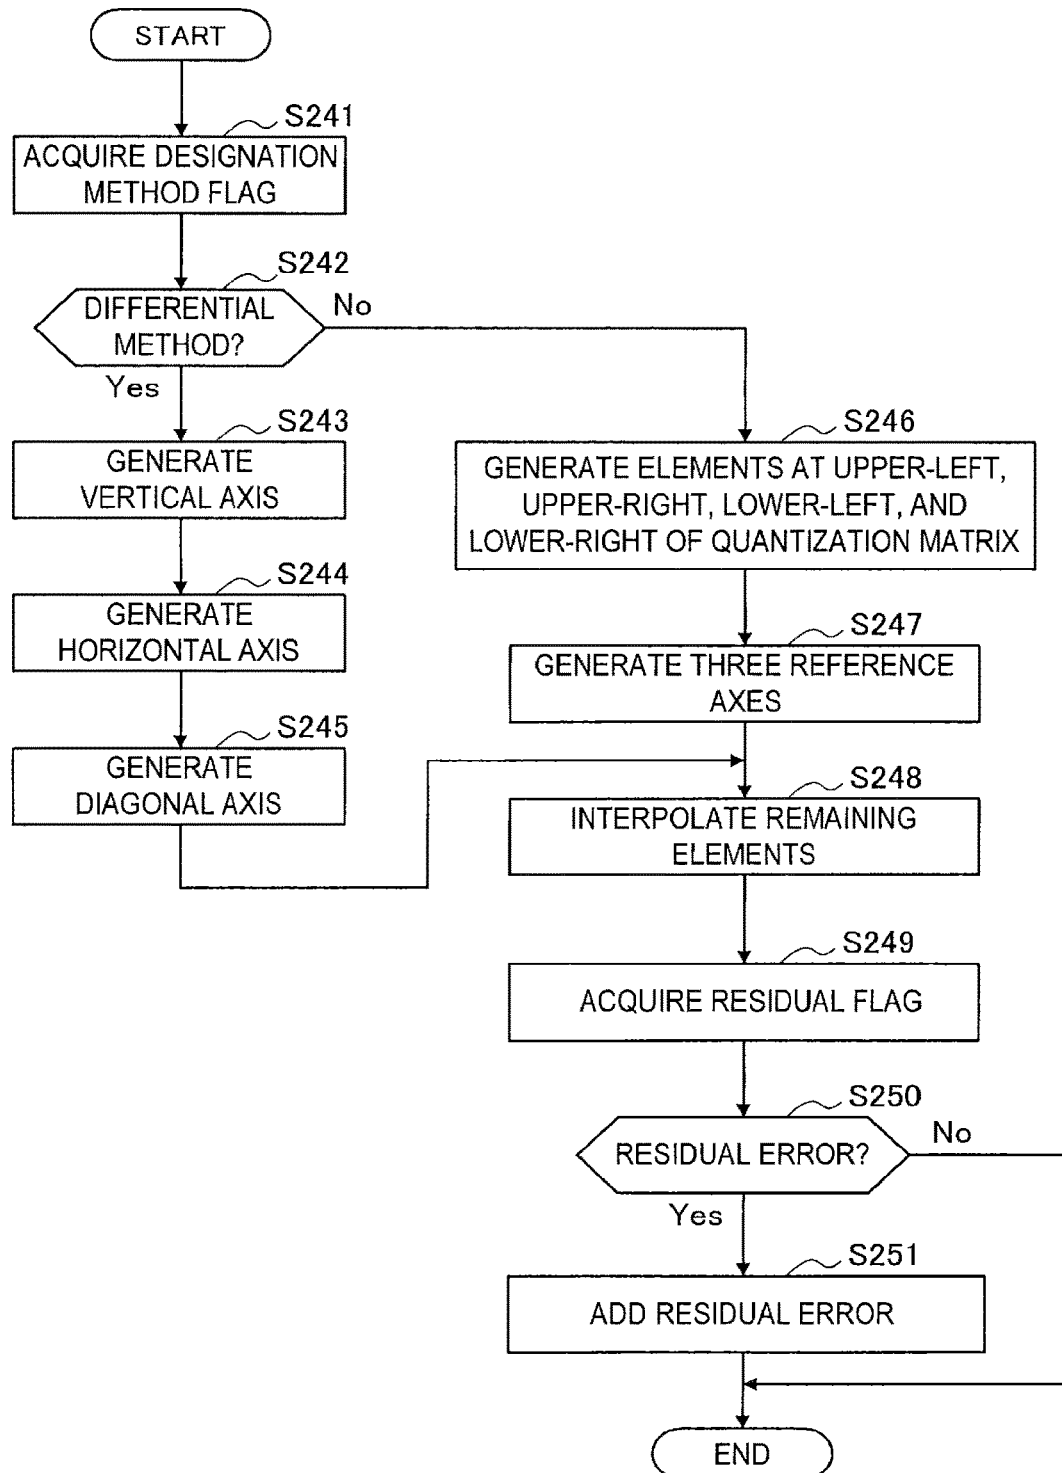 START
S241
ACQUIRE DESIGNATION
METHOD FLAG
S242
DIFFERENTIAL
METHOD?
No
Yes
S243
GENERATE
VERTICAL AXIS
S244
GENERATE
HORIZONTAL AXIS
S245
GENERATE
DIAGONAL AXIS
S246
GENERATE ELEMENTS AT UPPER-LEFT,
UPPER-RIGHT, LOWER-LEFT, AND
LOWER-RIGHT OF QUANTIZATION MATRIX
S247
GENERATE THREE REFERENCE
AXES
S248
INTERPOLATE REMAINING
ELEMENTS
S249
ACQUIRE RESIDUAL FLAG
S250
RESIDUAL ERROR?
No
Yes
S251
ADD RESIDUAL ERROR
END